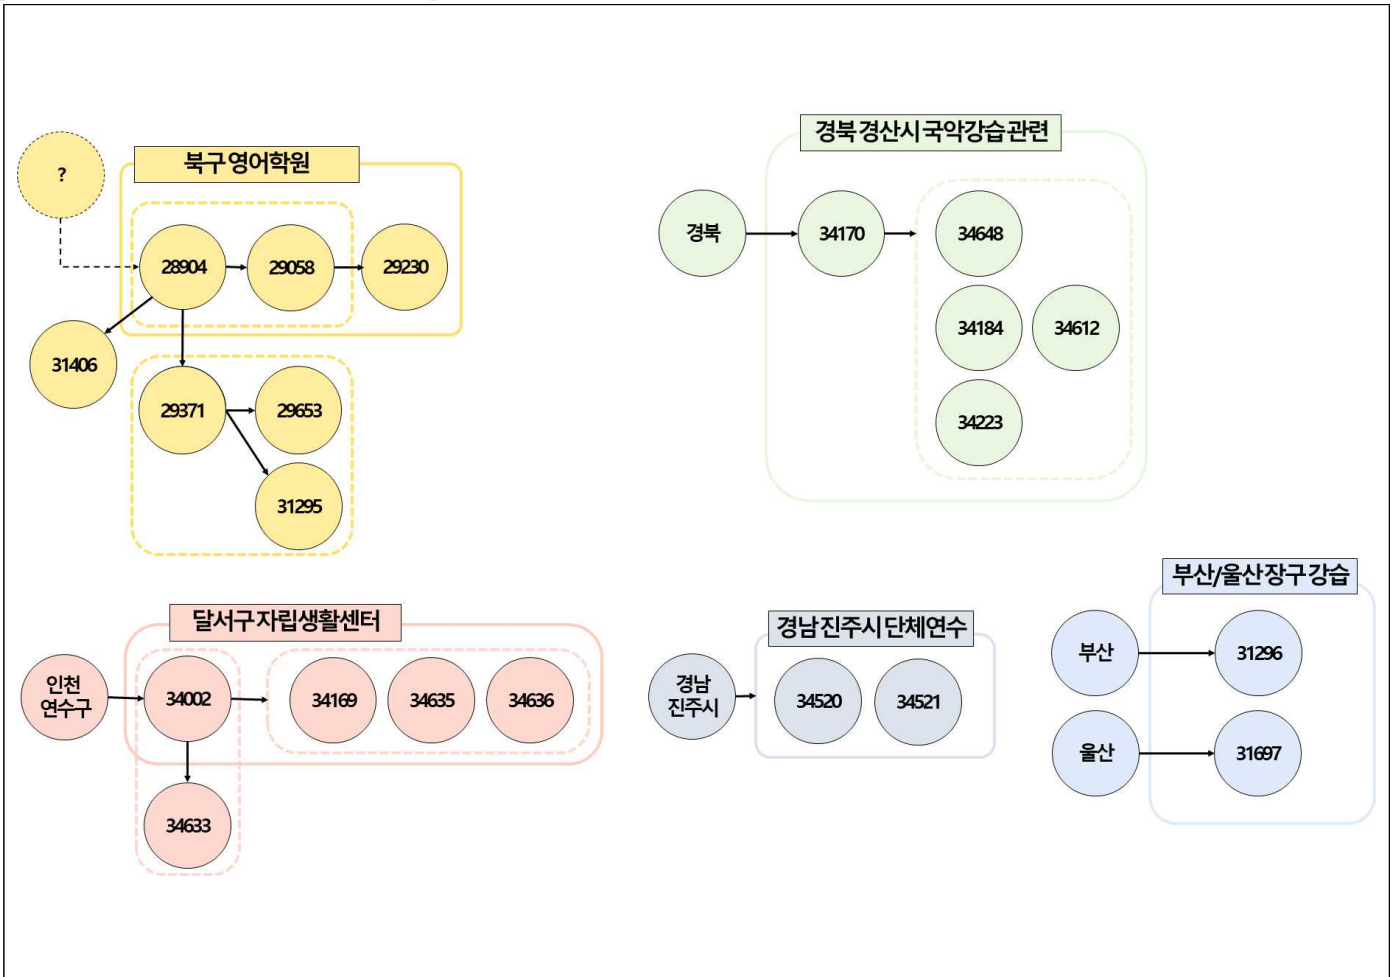 ?
북구 영어학원
28904
29058
29230
31406
29371
29653
31295
경북 경산시 국악강습 관련
경북
34170
34648
34184
34612
34223
달서구 자립생활센터
인천
연수구
34002
34169
34635
34636
34633
경남 진주시 단체연수
경남
진주시
34520
34521
부산/울산 장구 강습
부산
31296
울산
31697